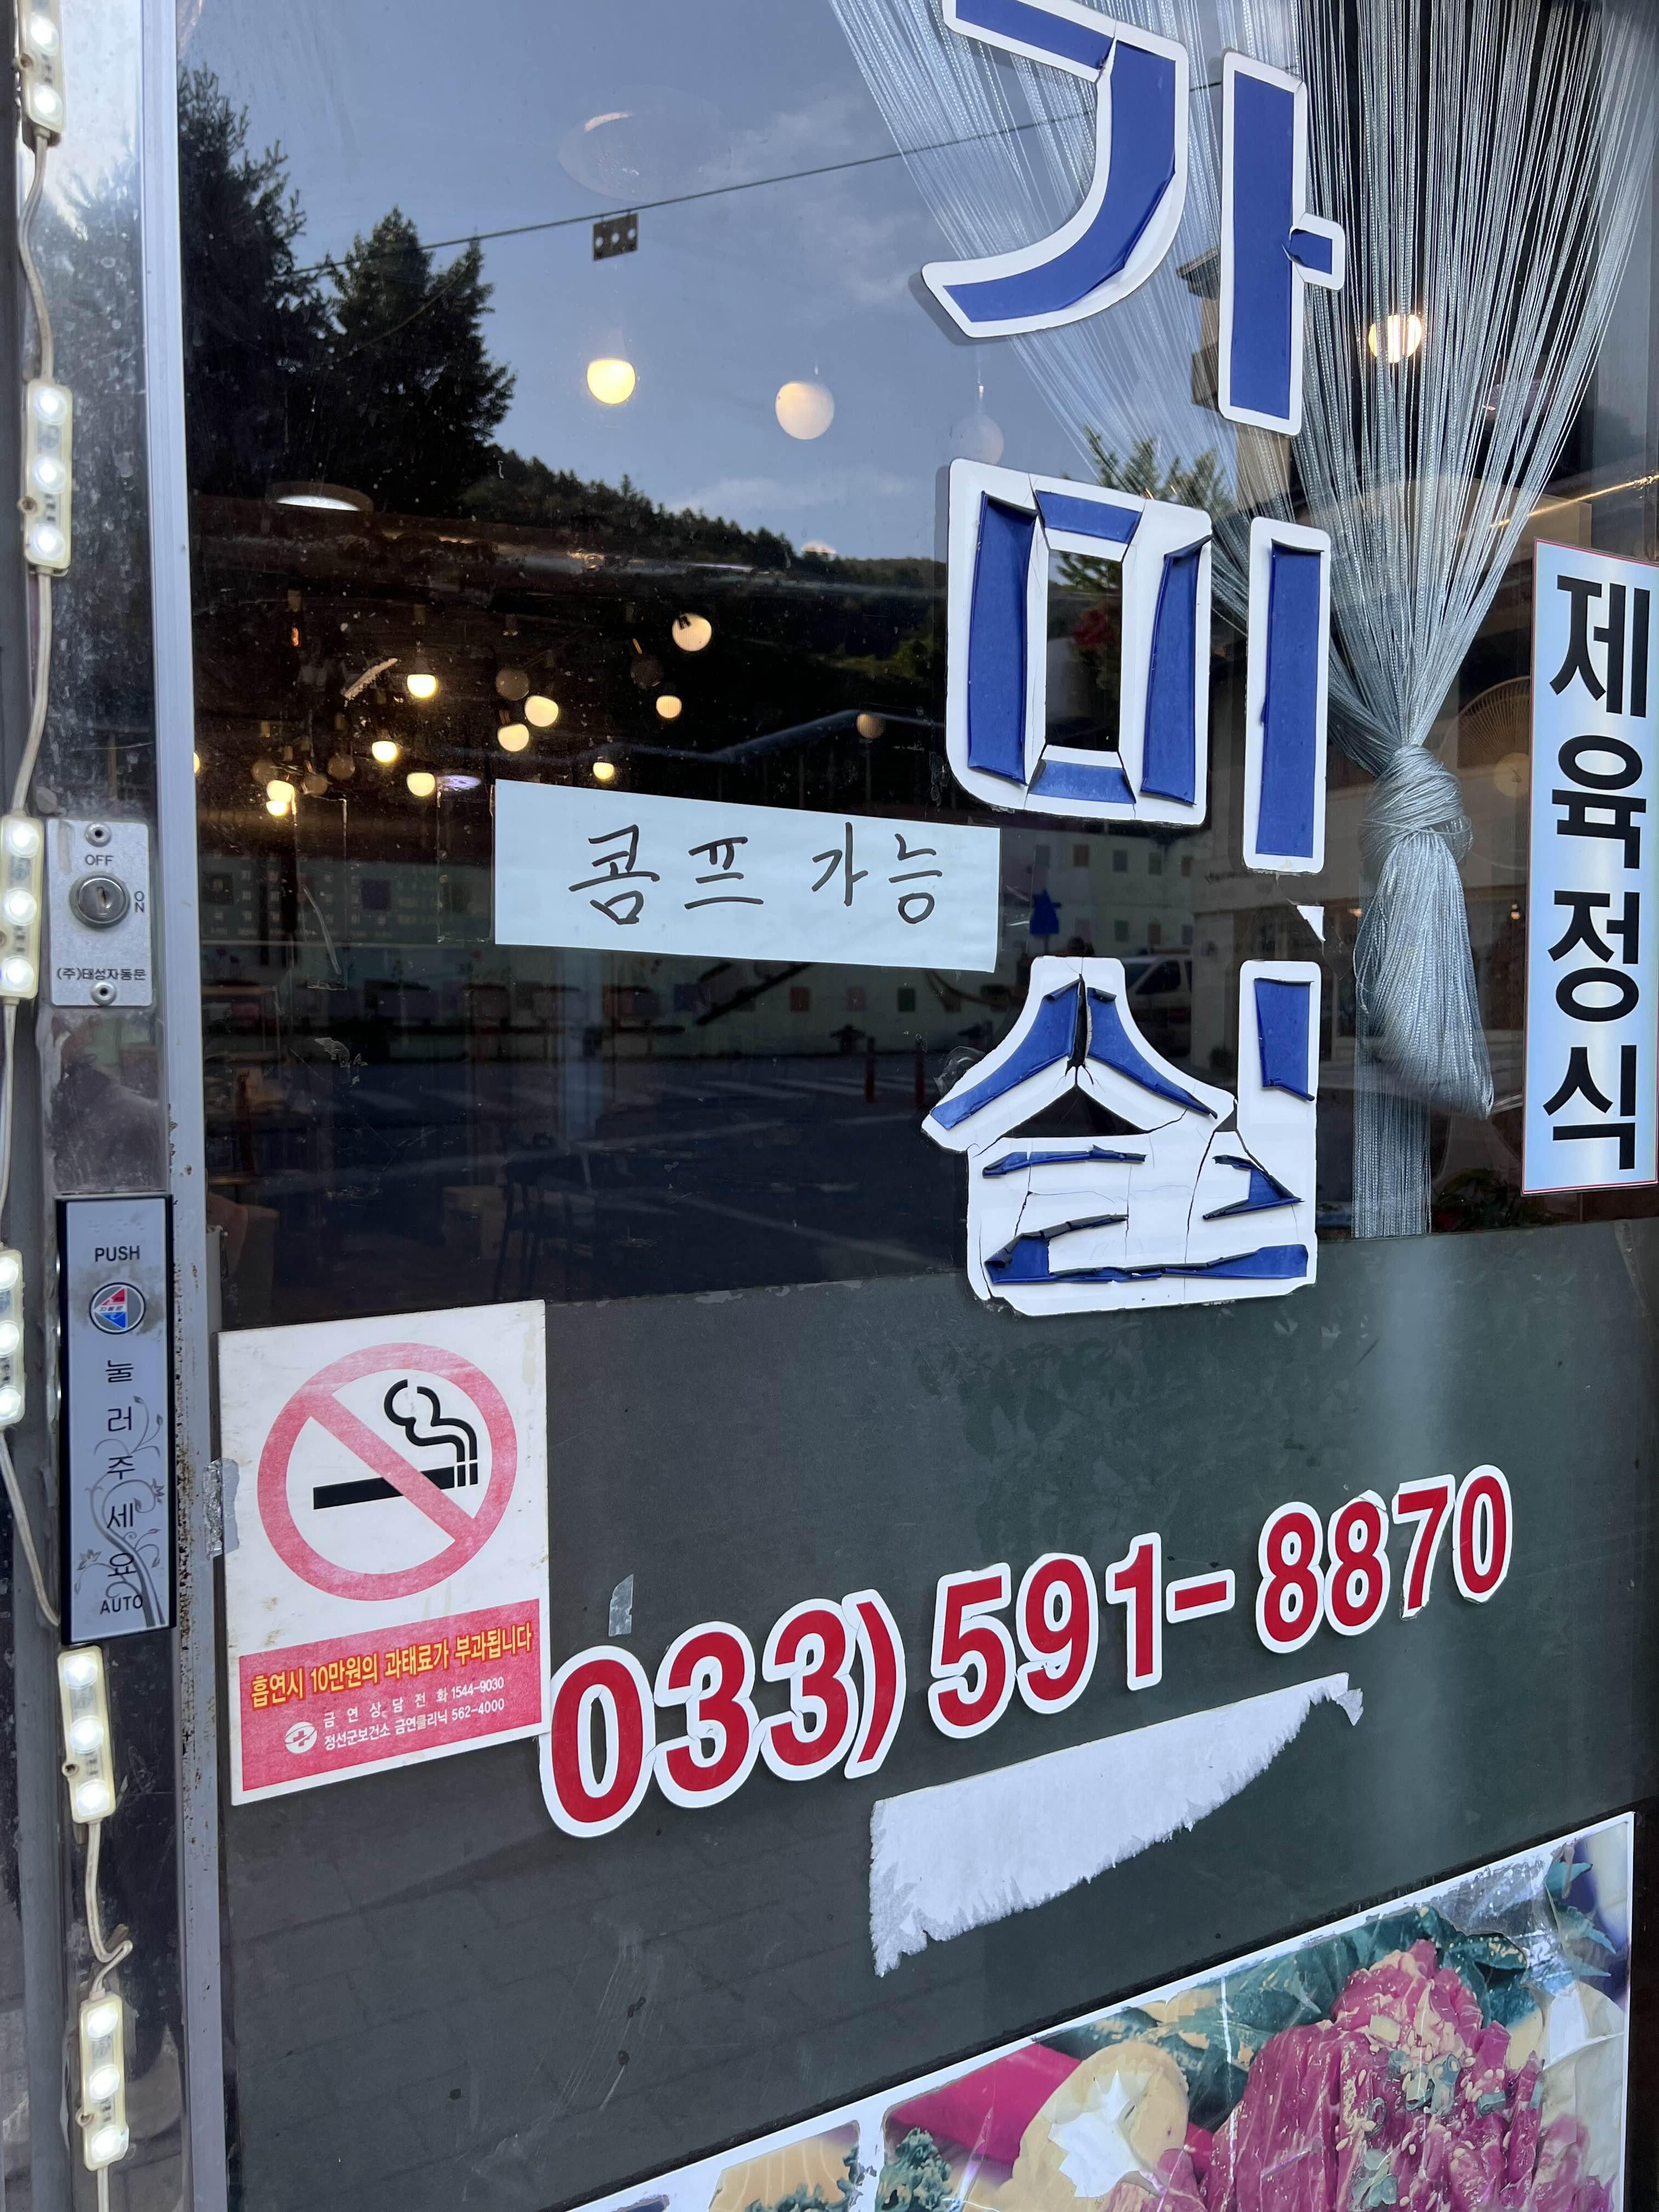 가미실
제육정식
콤프 가능
OFF
ON
(주)태성자동문
PUSH
눌러주세요
AUTO
흡연시 10만원의 과태료가 부과됩니다
금연상담전화 1544-9030
정선군보건소 금연클리닉 562-4000
033) 591-8870